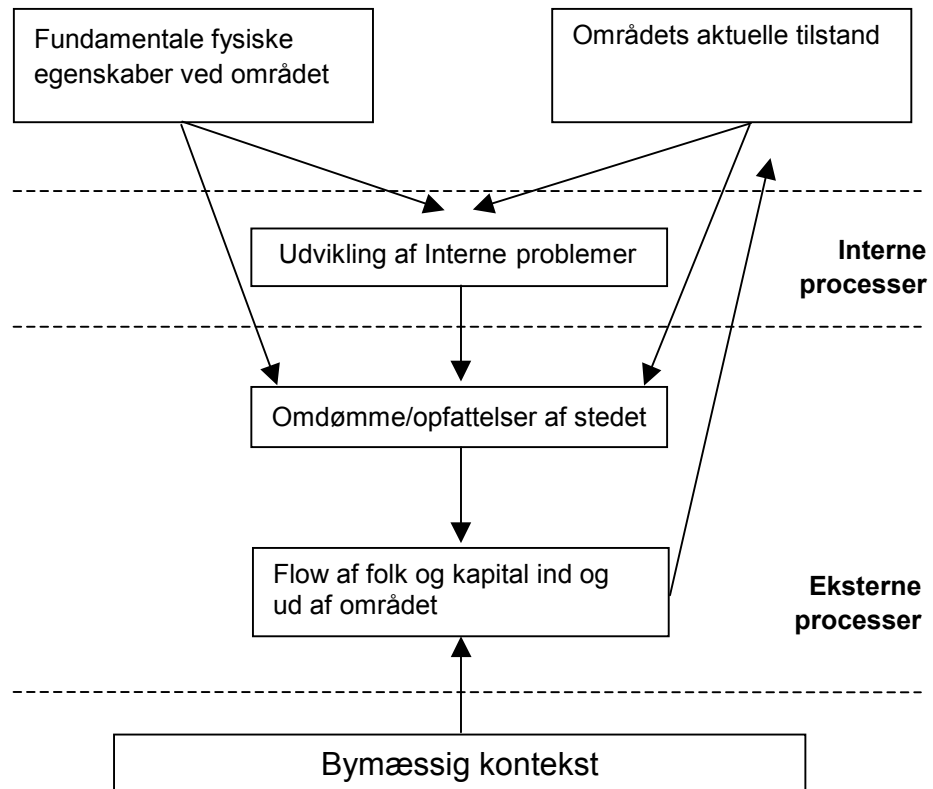 Fundamentale fysiske
egenskaber ved området
Områdets aktuelle tilstand
Udvikling af Interne problemer
Interne
processer
Omdømme/opfattelser af stedet
Flow af folk og kapital ind og
ud af området
Eksterne
processer
Bymæssig kontekst